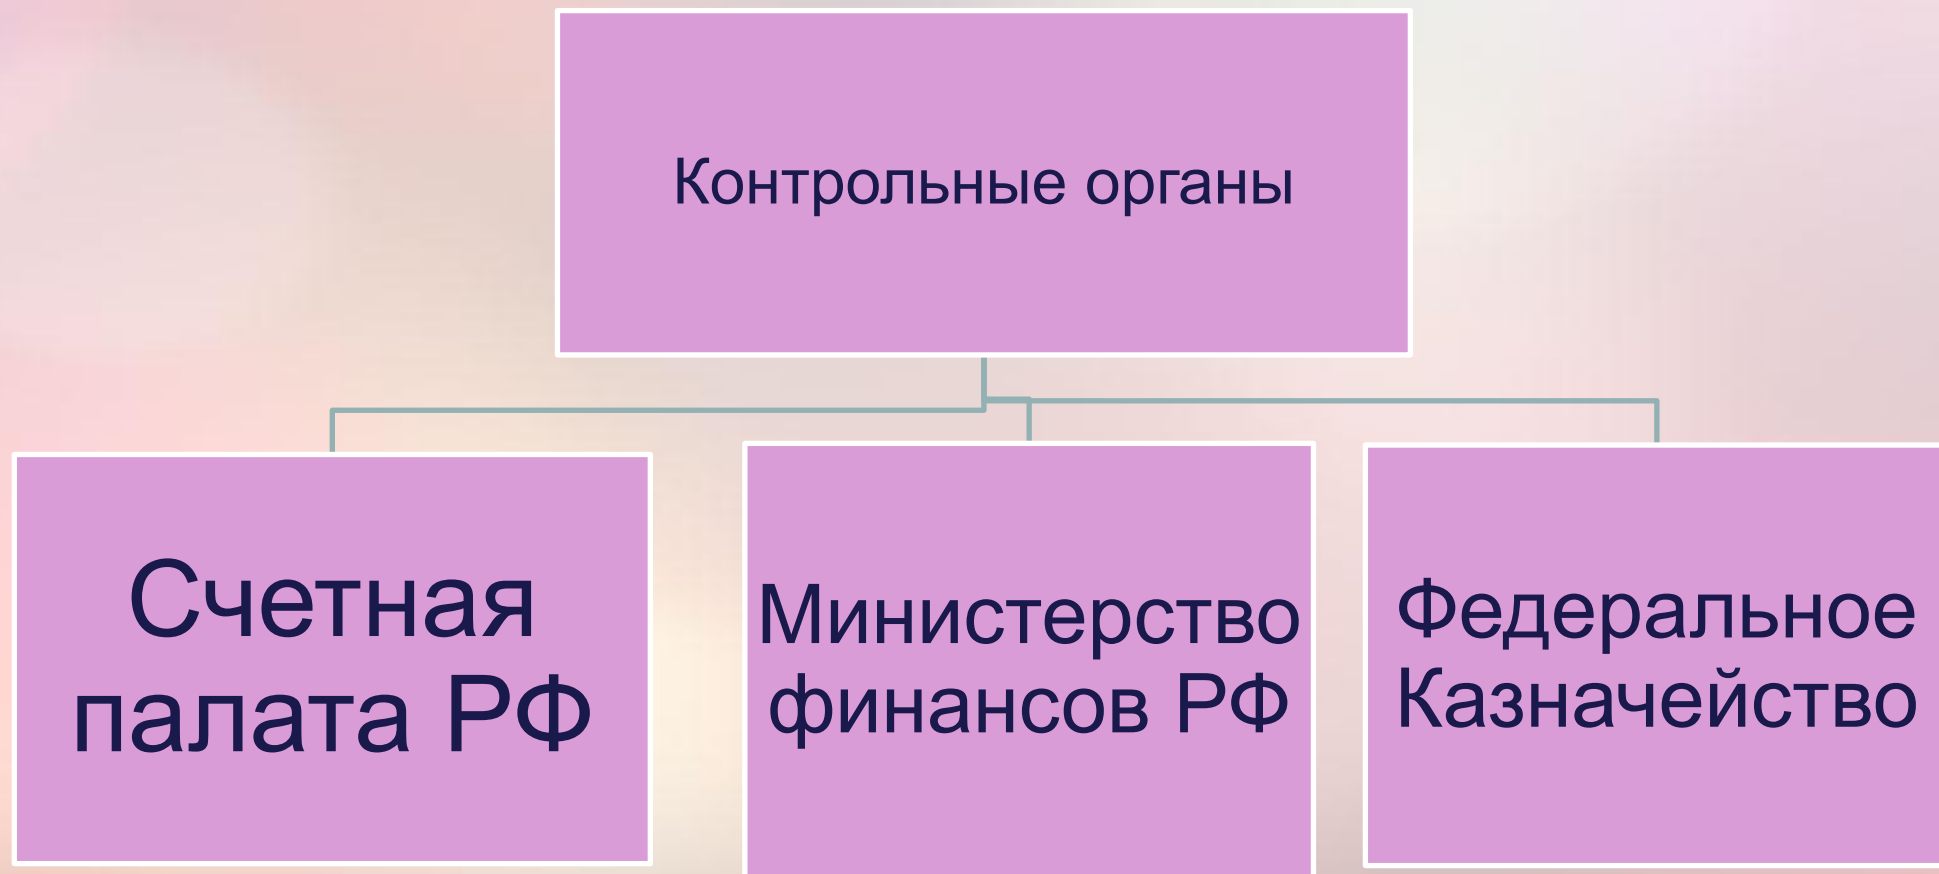 Контрольные органы
Счетная
палата РФ
Министерство
финансов РФ
Федеральное
Казначейство